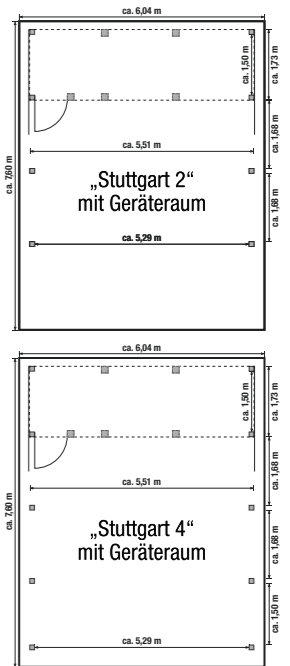 ca. 6,04 m
ca. 1,50 m
ca. 1,73 m
ca. 7,60 m
ca. 1,68 m
ca. 5,51 m
„Stuttgart 2“
mit Geräteraum
ca. 1,68 m
ca. 5,29 m
ca. 6,04 m
ca. 1,50 m
ca. 1,73 m
ca. 7,60 m
ca. 1,68 m
ca. 5,51 m
„Stuttgart 4“
mit Geräteraum
ca. 1,68 m
ca. 1,50 m
ca. 5,29 m